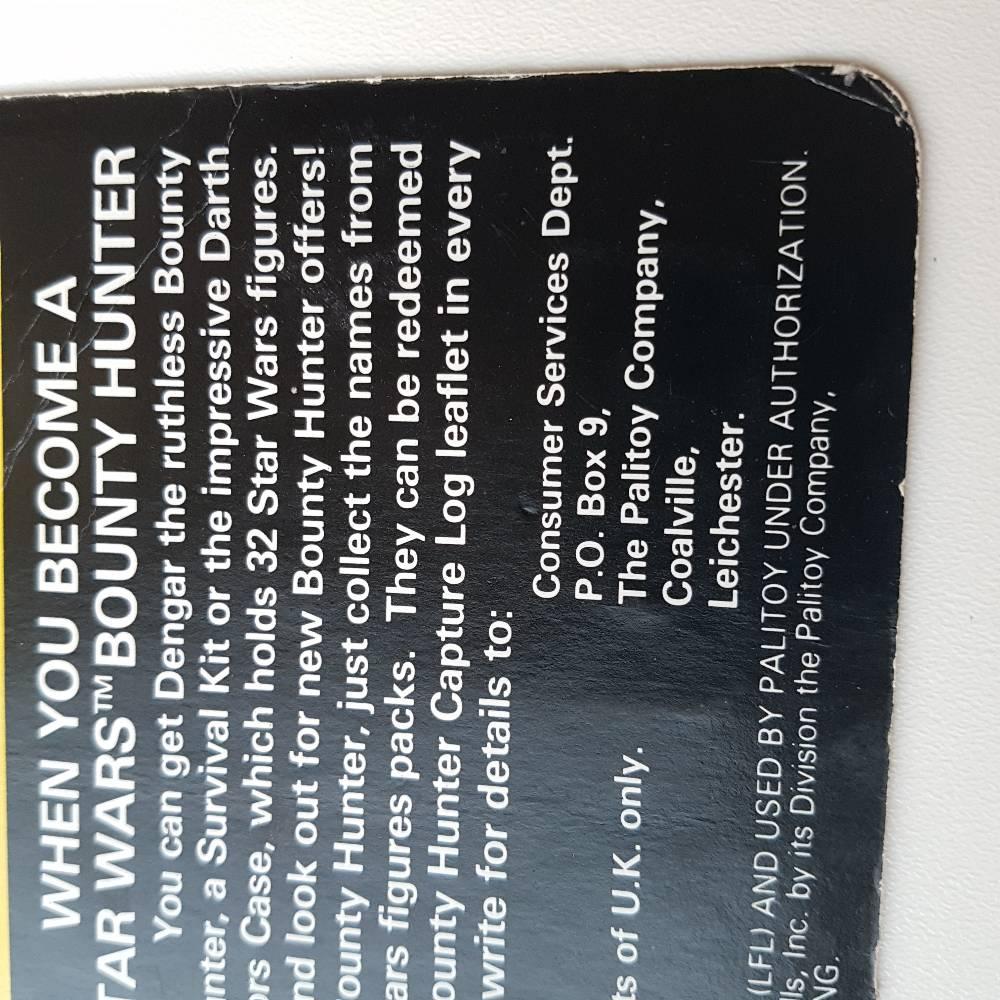 WHEN YOU BECOME A
TAR WARS™ BOUNTY HUNTER
You can get Dengar the ruthless Bounty
nter, a Survival Kit or the impressive Darth
ors Case, which holds 32 Star Wars figures.
nd look out for new Bounty Hunter offers!
ounty Hunter, just collect the names from
ars figures packs. They can be redeemed
ounty Hunter Capture Log leaflet in every
write for details to:
Consumer Services Dept.
P.O. Box 9,
The Palitoy Company,
Coalville,
Leichester.
ts of U.K. only.
(LFL) AND USED BY PALITOY UNDER AUTHORIZATION.
ls, Inc. by its Division the Palitoy Company,
NG.